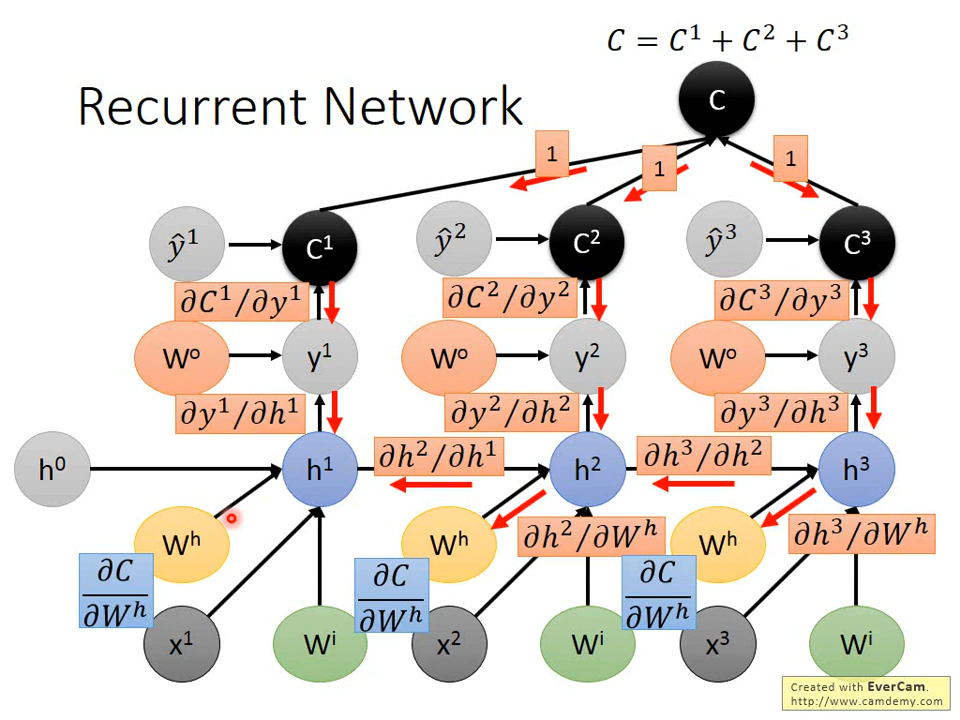 C = C¹ + C² + C³
C
Recurrent Network
1
1
1
ŷ¹
C¹
ŷ²
C²
ŷ³
C³
∂C¹/∂y¹
∂C²/∂y²
∂C³/∂y³
Wᵒ
y¹
Wᵒ
y²
Wᵒ
y³
∂y¹/∂h¹
∂y²/∂h²
∂y³/∂h³
h⁰
h¹
∂h²/∂h¹
h²
∂h³/∂h²
h³
Wʰ
Wʰ
∂h²/∂Wʰ
Wʰ
∂h³/∂Wʰ
∂C
∂Wʰ
∂C
∂Wʰ
∂C
∂Wʰ
x¹
Wⁱ
x²
Wⁱ
x³
Wⁱ
Created with EverCam.
http://www.camdemy.com